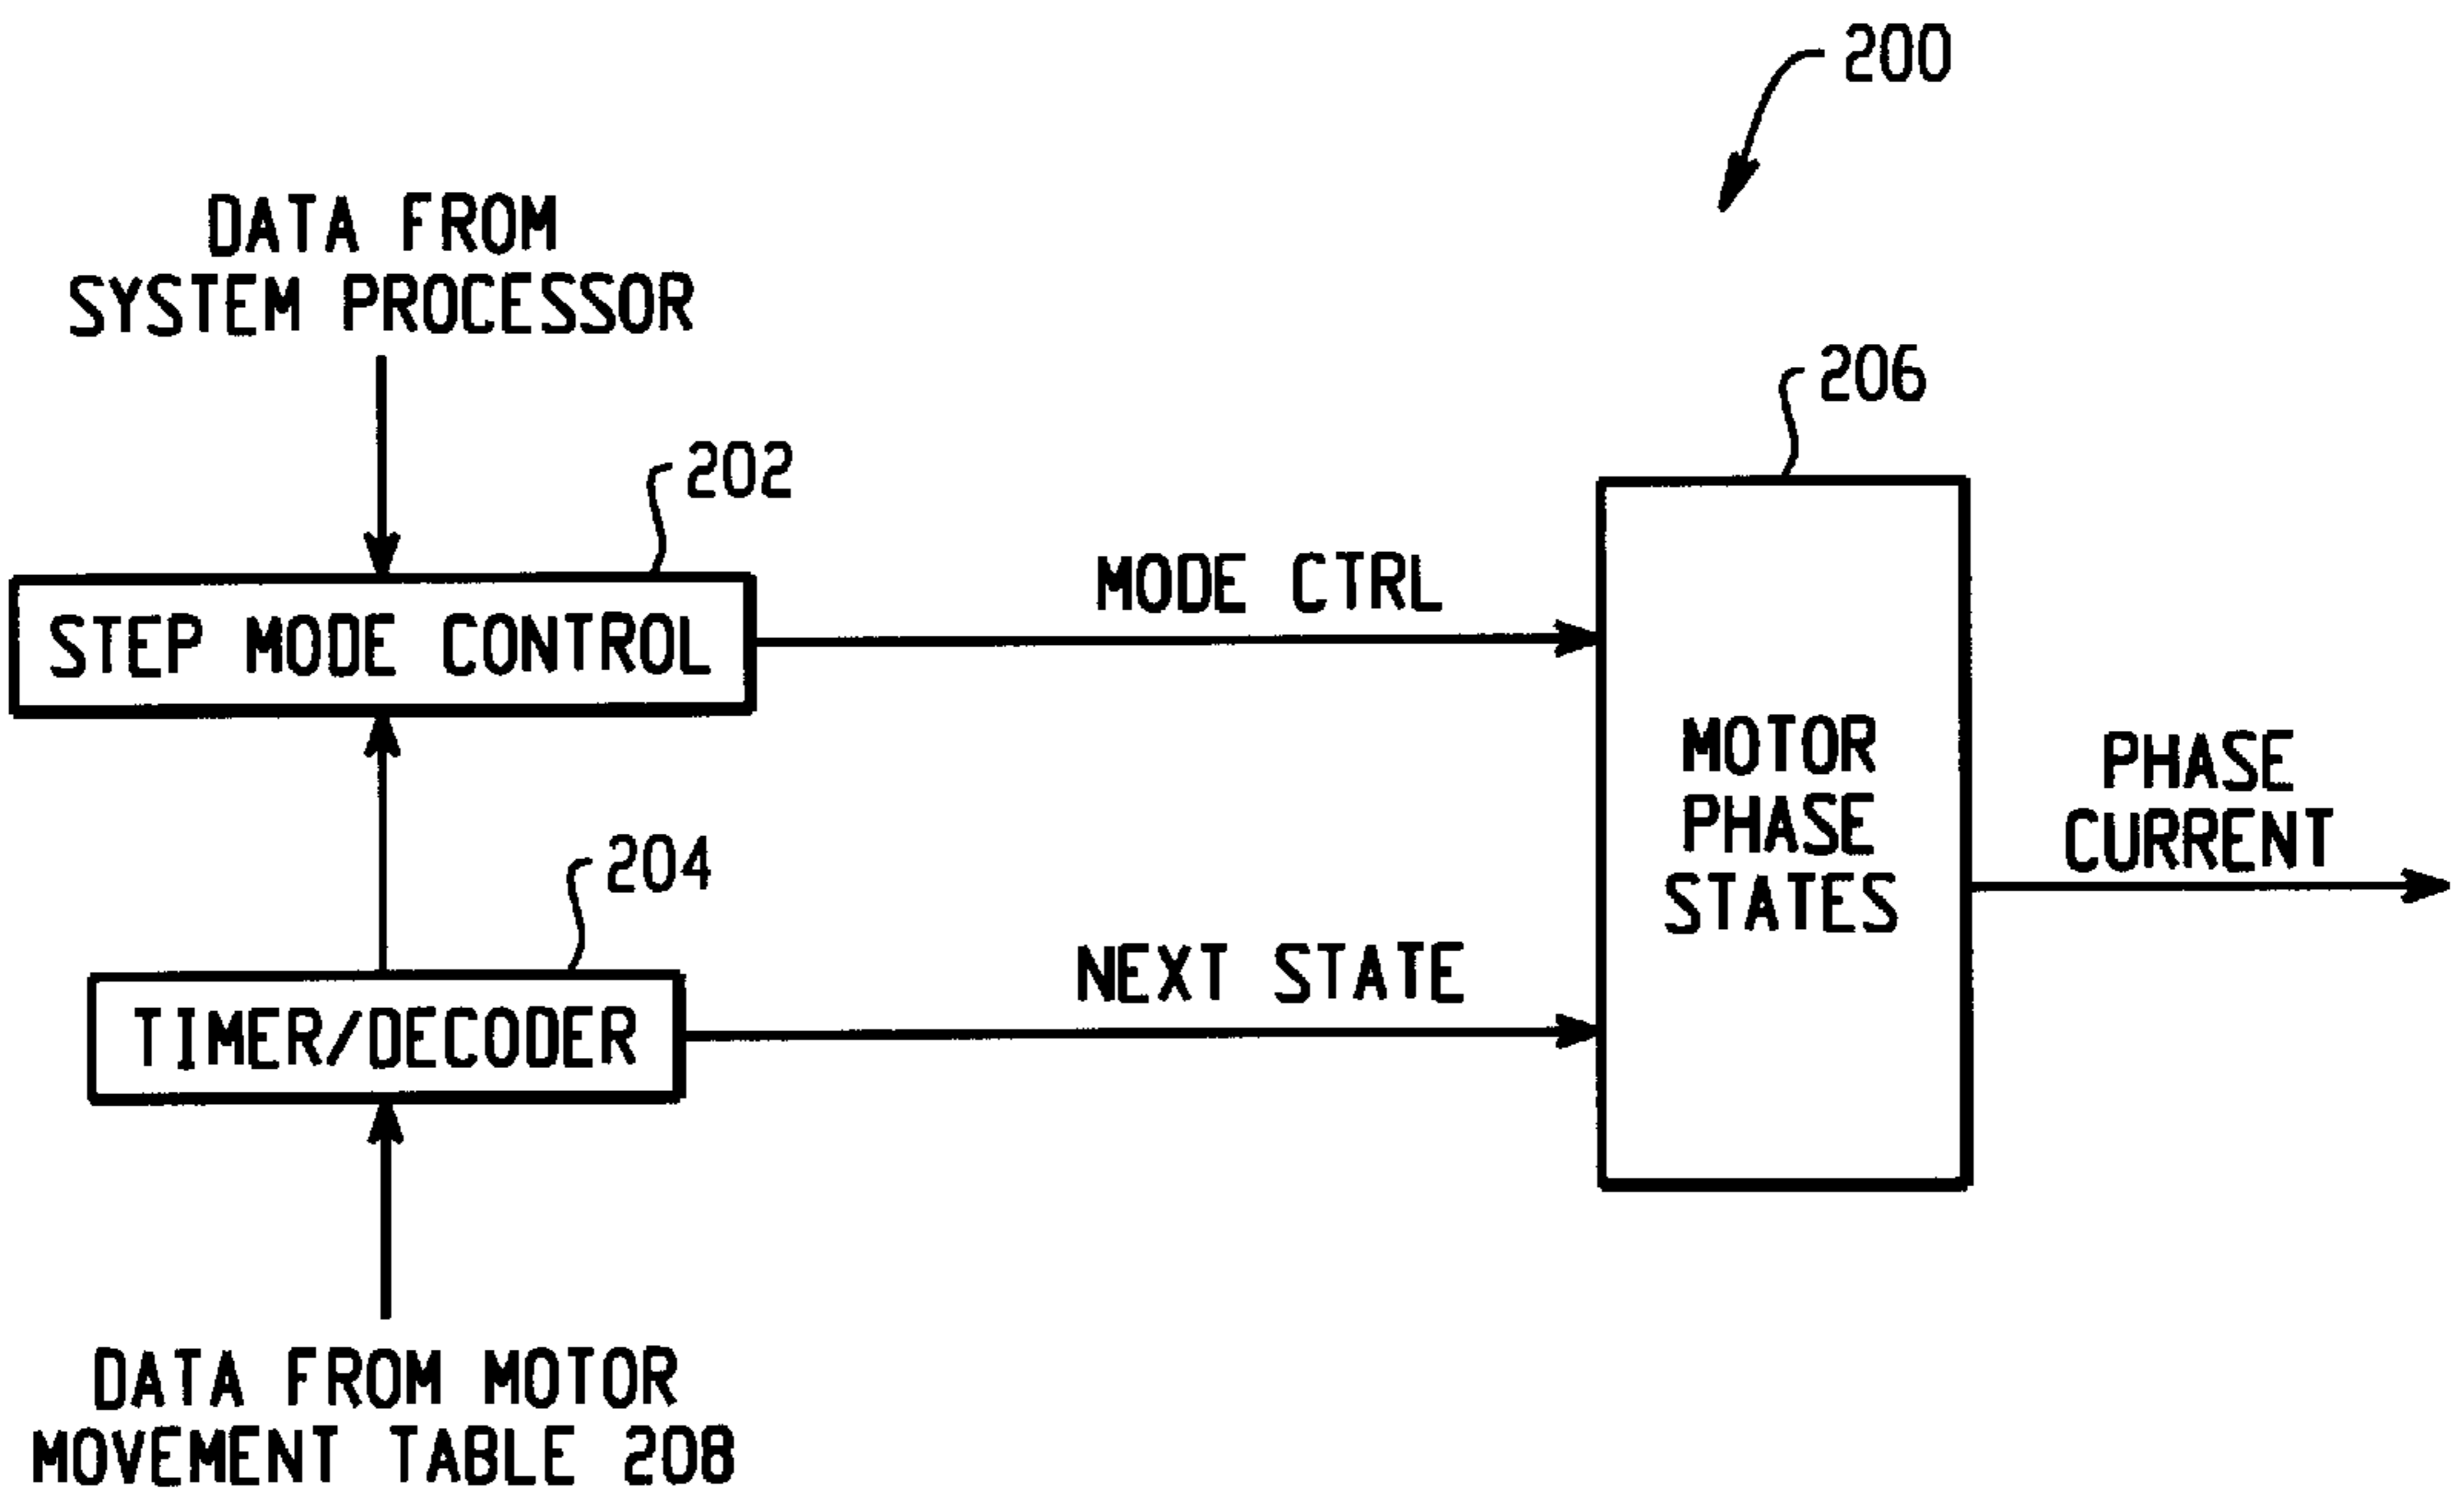 200
DATA FROM
SYSTEM PROCESSOR
206
202
MODE CTRL
STEP MODE CONTROL
MOTOR
PHASE
STATES
PHASE
CURRENT
204
NEXT STATE
TIMER/DECODER
DATA FROM MOTOR
MOVEMENT TABLE 208